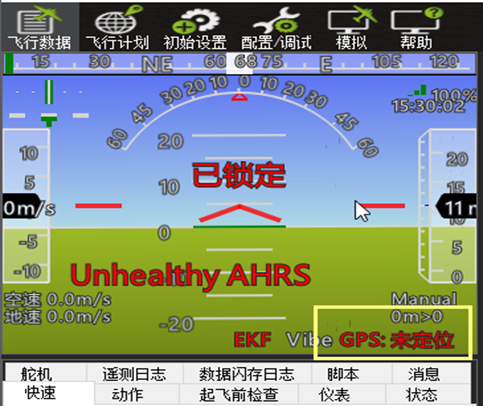 飞行数据 飞行计划 初始设置 配置/调试 模拟 帮助
15 30 NE 60 68 75 E 105 120
60 45 30 20 10 0 10 20 30 45 60
100%
15:30:02
20
10 20
已锁定
5 10 15
0m/s 11 m
0
-5 5
-10 0
Unhealthy AHRS
空速 0.0m/s Manual
地速 0.0m/s 0m>0
-20
EKF Vibe GPS: 未定位
舵机 遥测日志 数据闪存日志 脚本 消息
快速 动作 起飞前检查 仪表 状态